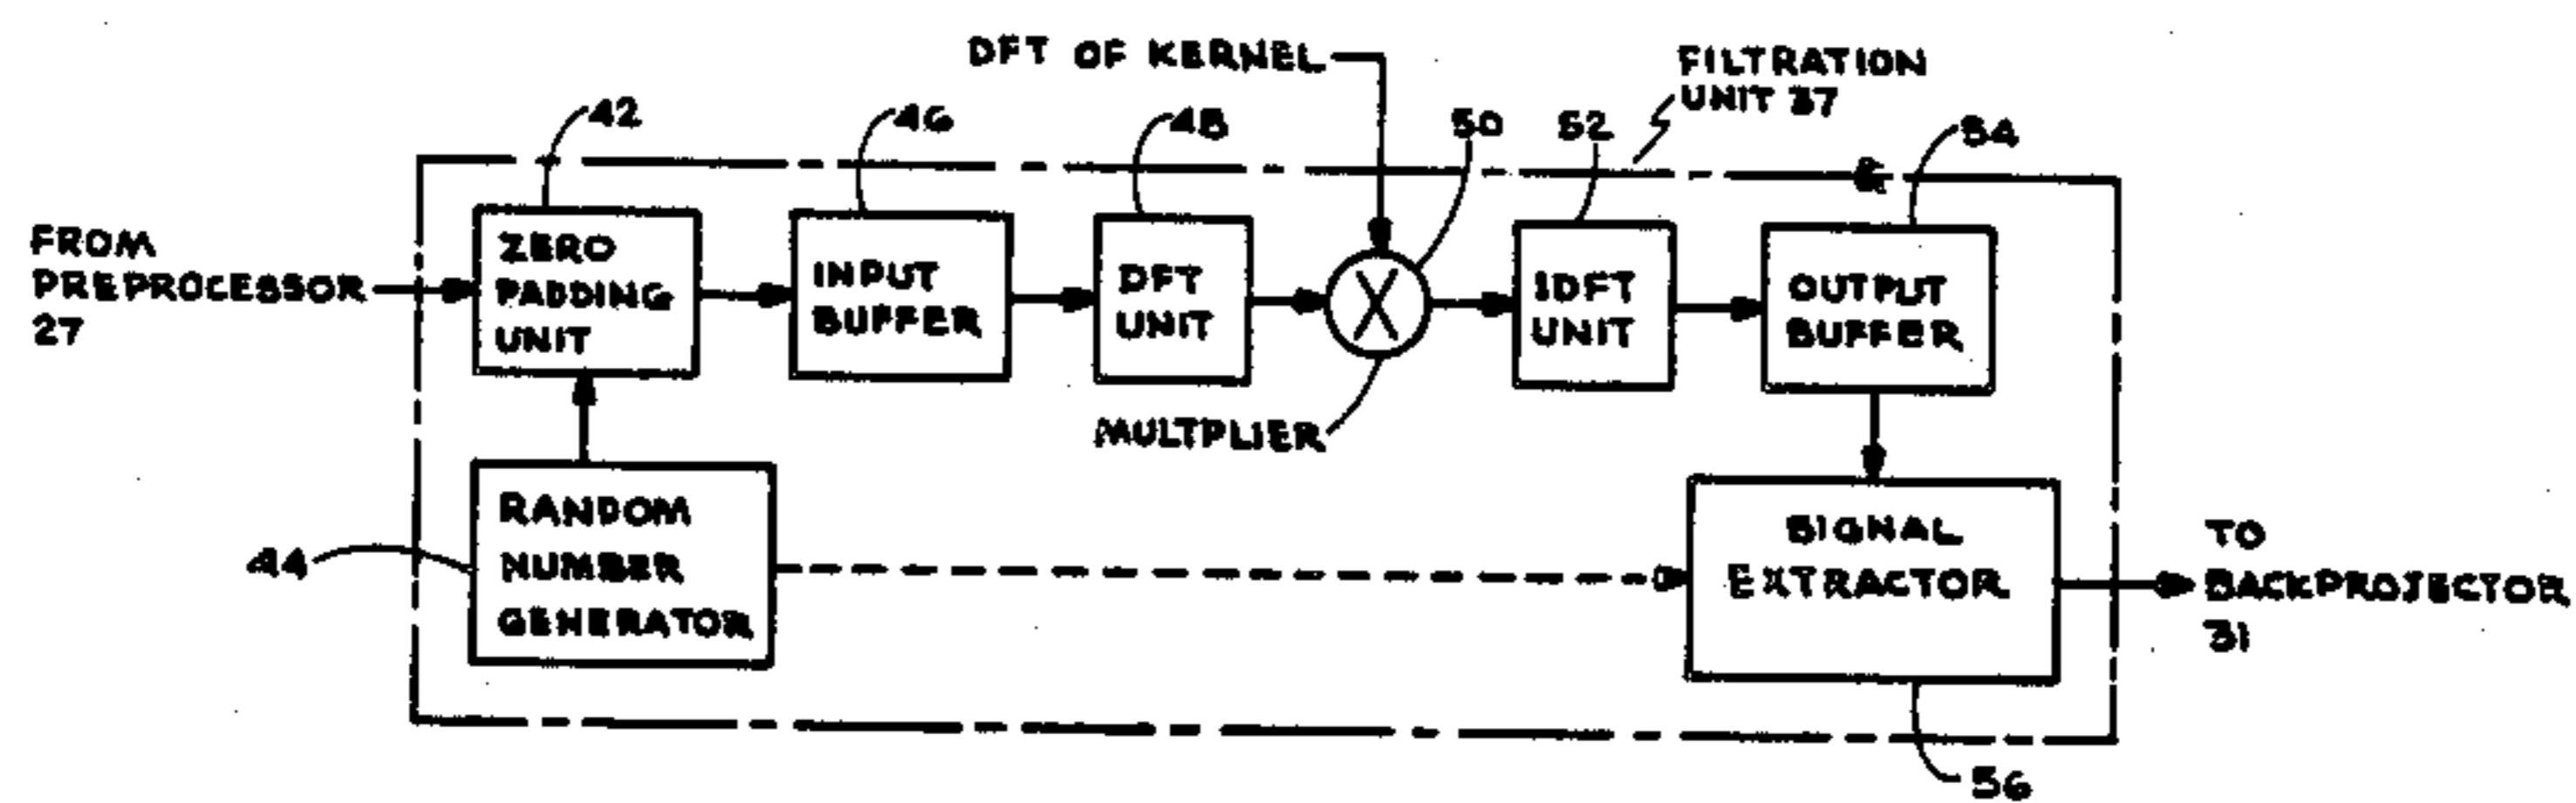 DFT OF KERNEL
FILTRATION
UNIT 37
42
46
48
50
52
54
FROM
PREPROCESSOR
27
ZERO
PADDING
UNIT
INPUT
BUFFER
DFT
UNIT
X
IDFT
UNIT
OUTPUT
BUFFER
MULTPLIER
44
RANDOM
NUMBER
GENERATOR
SIGNAL
EXTRACTOR
TO
BACKPROJECTOR
31
56